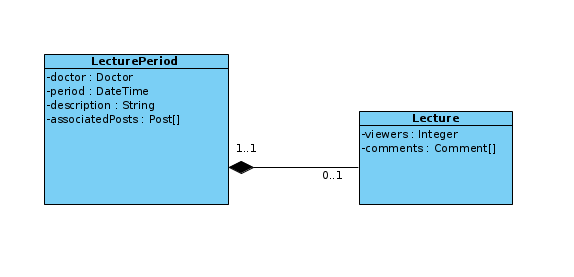 LecturePeriod
-doctor : Doctor
-period : DateTime
-description : String
-associatedPosts : Post[]
1..1
0..1
Lecture
-viewers : Integer
-comments : Comment[]